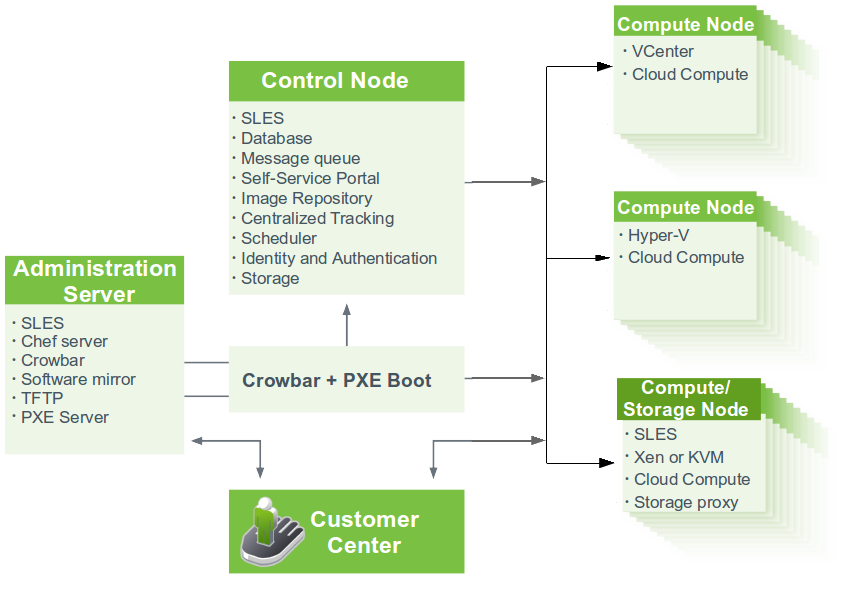 Administration
Server
· SLES
· Chef server
· Crowbar
· Software mirror
· TFTP
· PXE Server
Control Node
· SLES
· Database
· Message queue
· Self-Service Portal
· Image Repository
· Centralized Tracking
· Scheduler
· Identity and Authentication
· Storage
Crowbar + PXE Boot
Customer
Center
Compute Node
· VCenter
· Cloud Compute
Compute Node
· Hyper-V
· Cloud Compute
Compute/
Storage Node
· SLES
· Xen or KVM
· Cloud Compute
· Storage proxy